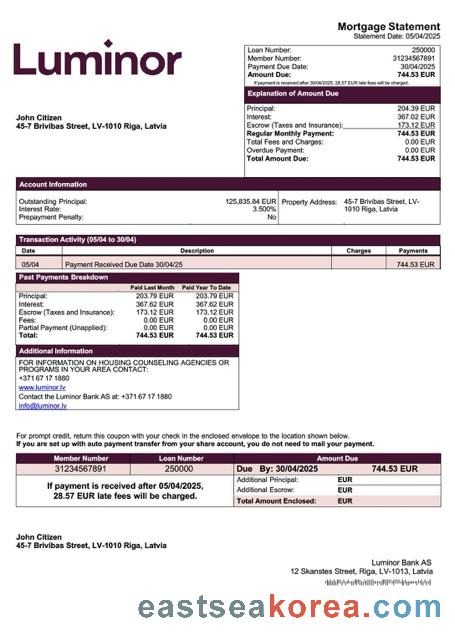 Mortgage Statement
Statement Date: 05/04/2025
Luminor
Loan Number: 250000
Member Number: 31234567891
Payment Due Date: 30/04/2025
Amount Due: 744.53 EUR
If payment is received after 30/04/2025, 28.57 EUR late fees will be charged.
Explanation of Amount Due
Principal: 204.39 EUR
Interest: 367.02 EUR
Escrow (Taxes and Insurance): 173.12 EUR
Regular Monthly Payment: 744.53 EUR
Total Fees and Charges: 0.00 EUR
Overdue Payment: 0.00 EUR
Total Amount Due: 744.53 EUR
John Citizen
45-7 Brivibas Street, LV-1010 Riga, Latvia
Account Information
Outstanding Principal: 125,835.84 EUR
Interest Rate: 3.500%
Prepayment Penalty: No
Property Address: 45-7 Brivibas Street, LV-
1010 Riga, Latvia
Transaction Activity (05/04 to 30/04)
Date Description Charges Payments
05/04 Payment Received Due Date 30/04/25 744.53 EUR
Past Payments Breakdown
Paid Last Month Paid Year To Date
Principal: 203.79 EUR 203.79 EUR
Interest: 367.62 EUR 367.62 EUR
Escrow (Taxes and Insurance): 173.12 EUR 173.12 EUR
Fees: 0.00 EUR 0.00 EUR
Partial Payment (Unapplied): 0.00 EUR 0.00 EUR
Total: 744.53 EUR 744.53 EUR
Additional Information
FOR INFORMATION ON HOUSING COUNSELING AGENCIES OR
PROGRAMS IN YOUR AREA CONTACT:
+371 67 17 1880
www.luminor.lv
Contact the Luminor Bank AS at: +371 67 17 1880
info@luminor.lv
For prompt credit, return this coupon with your check in the enclosed envelope to the location shown below.
If you are set up with auto payment transfer from your share account, you do not need to mail your payment.
Member Number Loan Number Amount Due
31234567891 250000 Due By: 30/04/2025 744.53 EUR
If payment is received after 05/04/2025,
28.57 EUR late fees will be charged.
Additional Principal: EUR
Additional Escrow: EUR
Total Amount Enclosed: EUR
John Citizen
45-7 Brivibas Street, LV-1010 Riga, Latvia
Luminor Bank AS
12 Skanstes Street, Riga, LV-1013, Latvia
eastseakorea.com